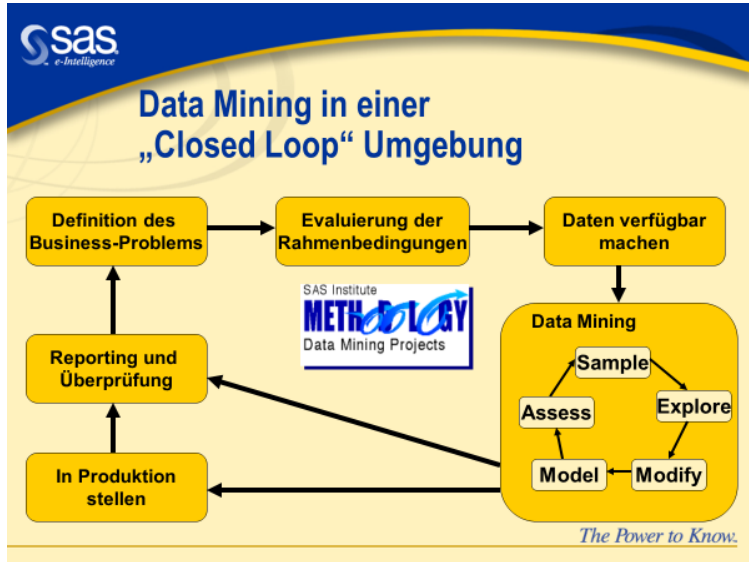 sas
e-Intelligence
Data Mining in einer
„Closed Loop“ Umgebung
Definition des
Business-Problems
Evaluierung der
Rahmenbedingungen
Daten verfügbar
machen
SAS Institute
METHODOLOGY
Data Mining Projects
Data Mining
Sample
Explore
Modify
Model
Assess
Reporting und
Überprüfung
In Produktion
stellen
The Power to Know.